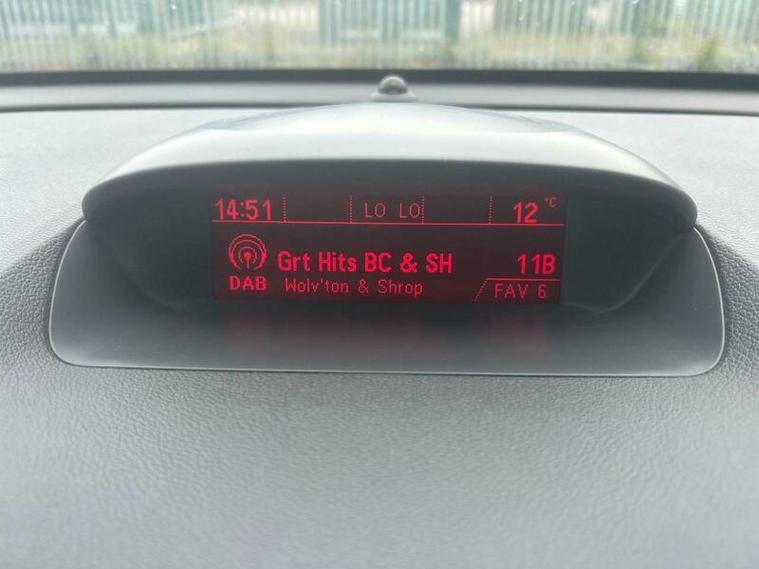 14:51 LO LO 12 °C
Grt Hits BC & SH 11B
DAB Wolv'ton & Shrop FAV 6